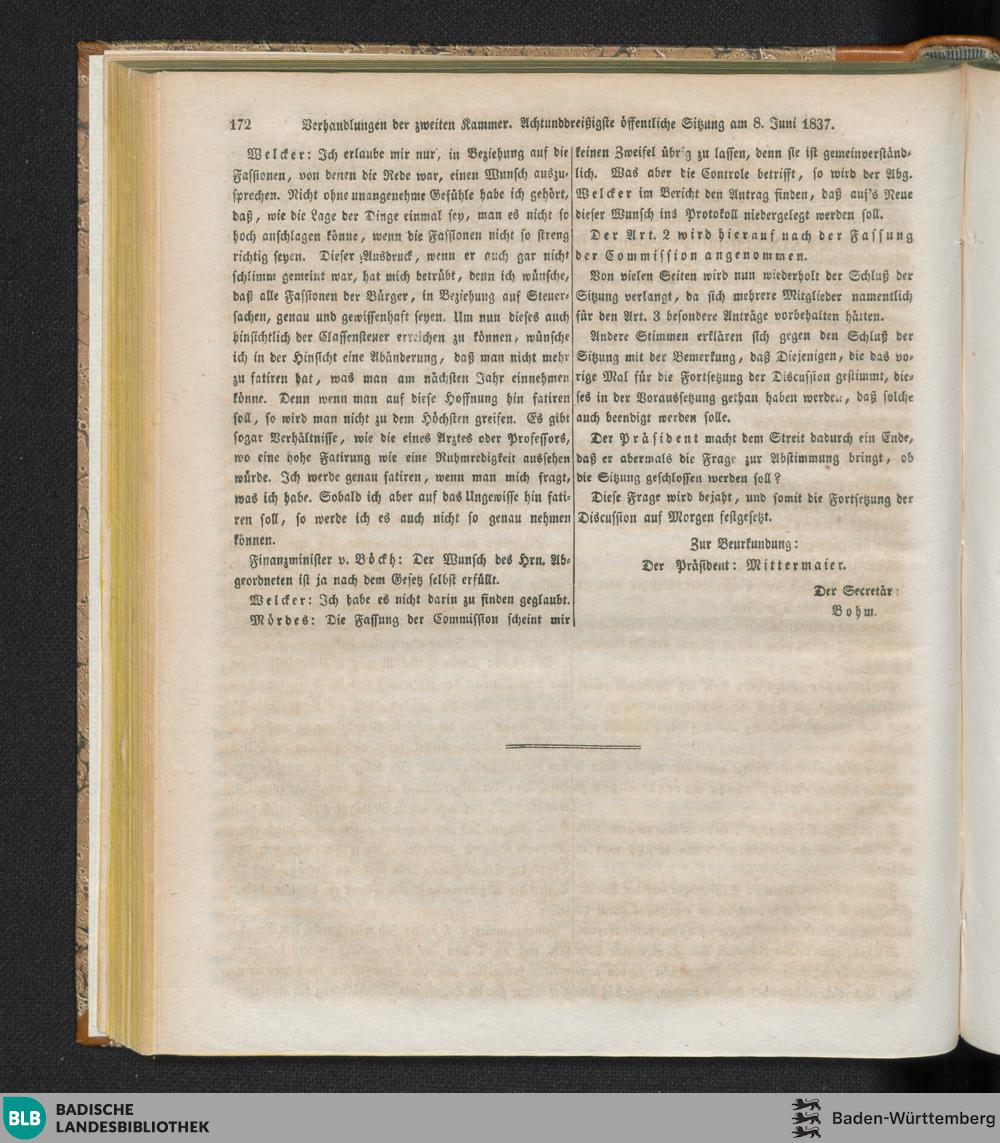 172 Verhandlungen der zweiten Kammer. Achtunddreißigste öffentliche Sitzung am 8. Juni 1837.
Welcker: Ich erlaube mir nur, in Beziehung auf die
Fassionen, von denen die Rede war, einen Wunsch auszu-
sprechen. Nicht ohne unangenehme Gefühle habe ich gehört,
daß, wie die Lage der Dinge einmal sey, man es nicht so
hoch anschlagen könne, wenn die Fassionen nicht so streng
richtig seyen. Dieser Ausdruck, wenn er auch gar nicht
schlimm gemeint war, hat mich betrübt, denn ich wünsche,
daß alle Fassionen der Bürger, in Beziehung auf Steuer-
sachen, genau und gewissenhaft seyen. Um nun dieses auch
hinsichtlich der Classensteuer erreichen zu können, wünsche
ich in der Hinsicht eine Abänderung, daß man nicht mehr
zu fatiren hat, was man am nächsten Jahr einnehmen
könne. Denn wenn man auf diese Hoffnung hin fatiren
soll, so wird man nicht zu dem Höchsten greifen. Es gibt
sogar Verhältnisse, wie die eines Arztes oder Professors,
wo eine hohe Fatirung wie eine Ruhmredigkeit aussehen
würde. Ich werde genau fatiren, wenn man mich fragt,
was ich habe. Sobald ich aber auf das Ungewisse hin fati-
ren soll, so werde ich es auch nicht so genau nehmen
können.
Finanzminister v. Böckh: Der Wunsch des Hrn. Ab-
geordneten ist ja nach dem Gesetz selbst erfüllt.
Welcker: Ich habe es nicht darin zu finden geglaubt.
Mördes: Die Fassung der Commission scheint mir
keinen Zweifel übrig zu lassen, denn sie ist gemeinverständ-
lich. Was aber die Controle betrifft, so wird der Abg.
Welcker im Bericht den Antrag finden, daß auf's Neue
dieser Wunsch ins Protokoll niedergelegt werden soll.
Der Art. 2 wird hierauf nach der Fassung
der Commission angenommen.
Von vielen Seiten wird nun wiederholt der Schluß der
Sitzung verlangt, da sich mehrere Mitglieder namentlich
für den Art. 3 besondere Anträge vorbehalten hätten.
Andere Stimmen erklären sich gegen den Schluß der
Sitzung mit der Bemerkung, daß Diejenigen, die das vo-
rige Mal für die Fortsetzung der Discussion gestimmt, die-
ses in der Voraussetzung gethan haben werden, daß solche
auch beendigt werden solle.
Der Präsident macht dem Streit dadurch ein Ende,
daß er abermals die Frage zur Abstimmung bringt, ob
die Sitzung geschlossen werden soll?
Diese Frage wird bejaht, und somit die Fortsetzung der
Discussion auf Morgen festgesetzt.
Zur Beurkundung:
Der Präsident: Mittermaier.
Der Secretär:
Bohm.
BLB BADISCHE
LANDESBIBLIOTHEK
Baden-Württemberg